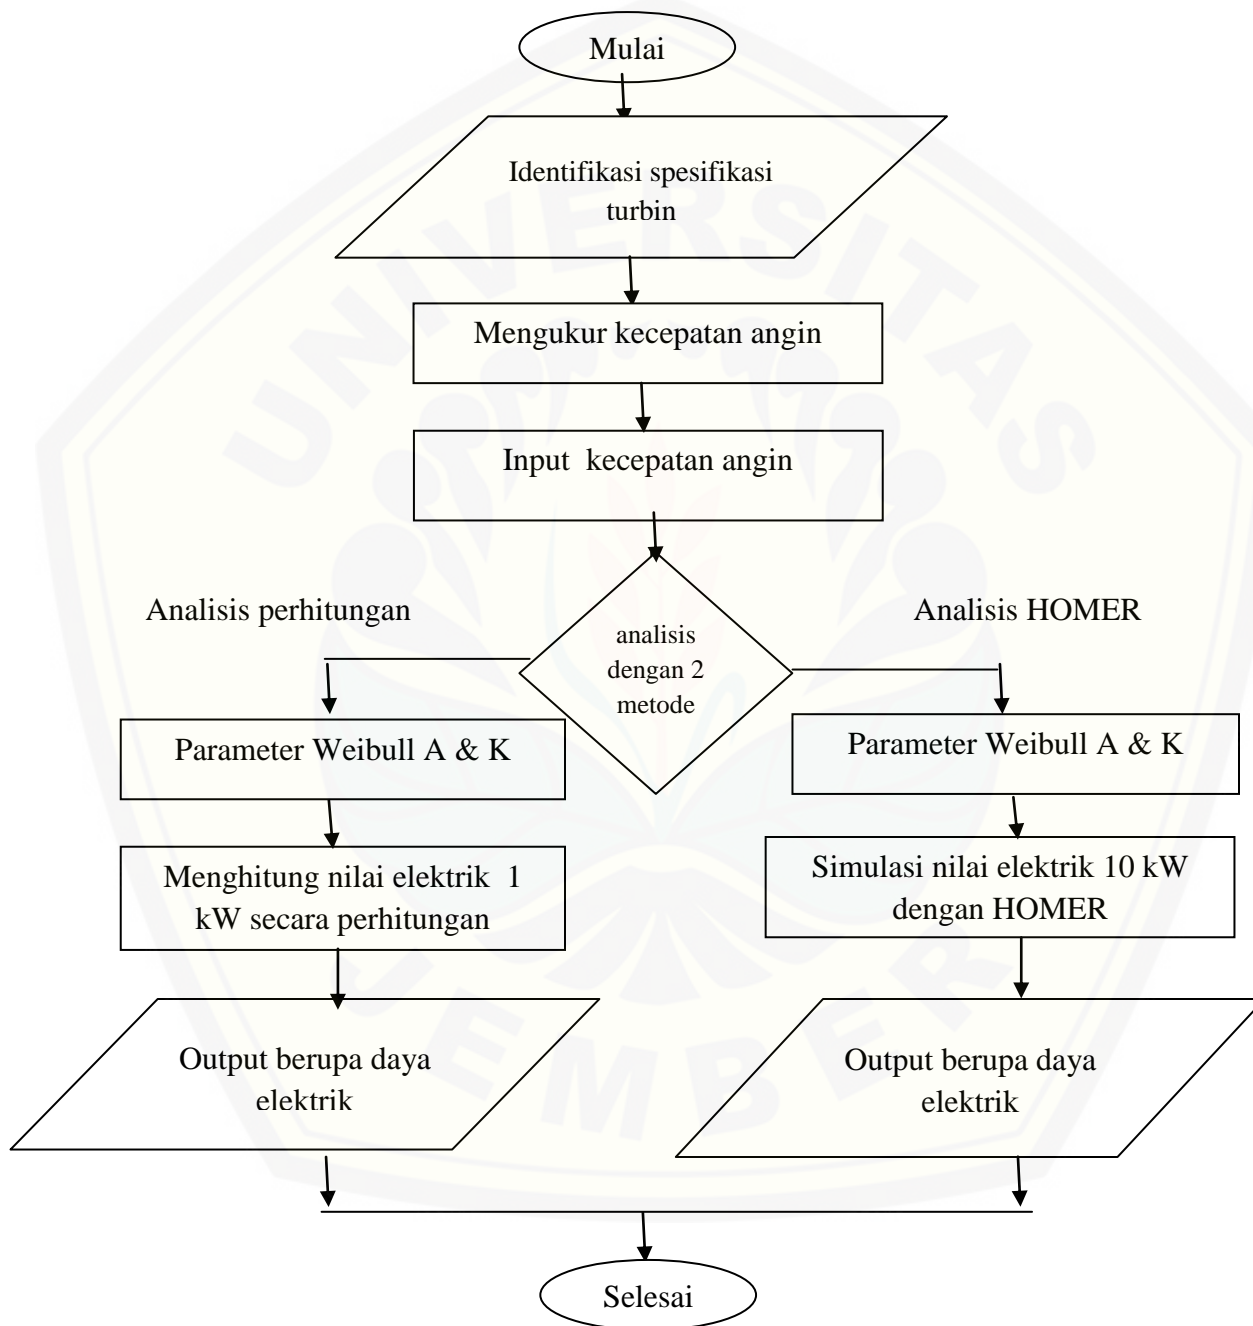 Mulai
Identifikasi spesifikasi
turbin
Mengukur kecepatan angin
Input  kecepatan angin
Analisis perhitungan
Analisis HOMER
analisis
dengan 2
metode
Parameter Weibull A & K
Parameter Weibull A & K
Menghitung nilai elektrik  1
kW secara perhitungan
Simulasi nilai elektrik 10 kW
dengan HOMER
Output berupa daya
elektrik
Output berupa daya
elektrik
Selesai
UNIVERSITAS
JEMBER